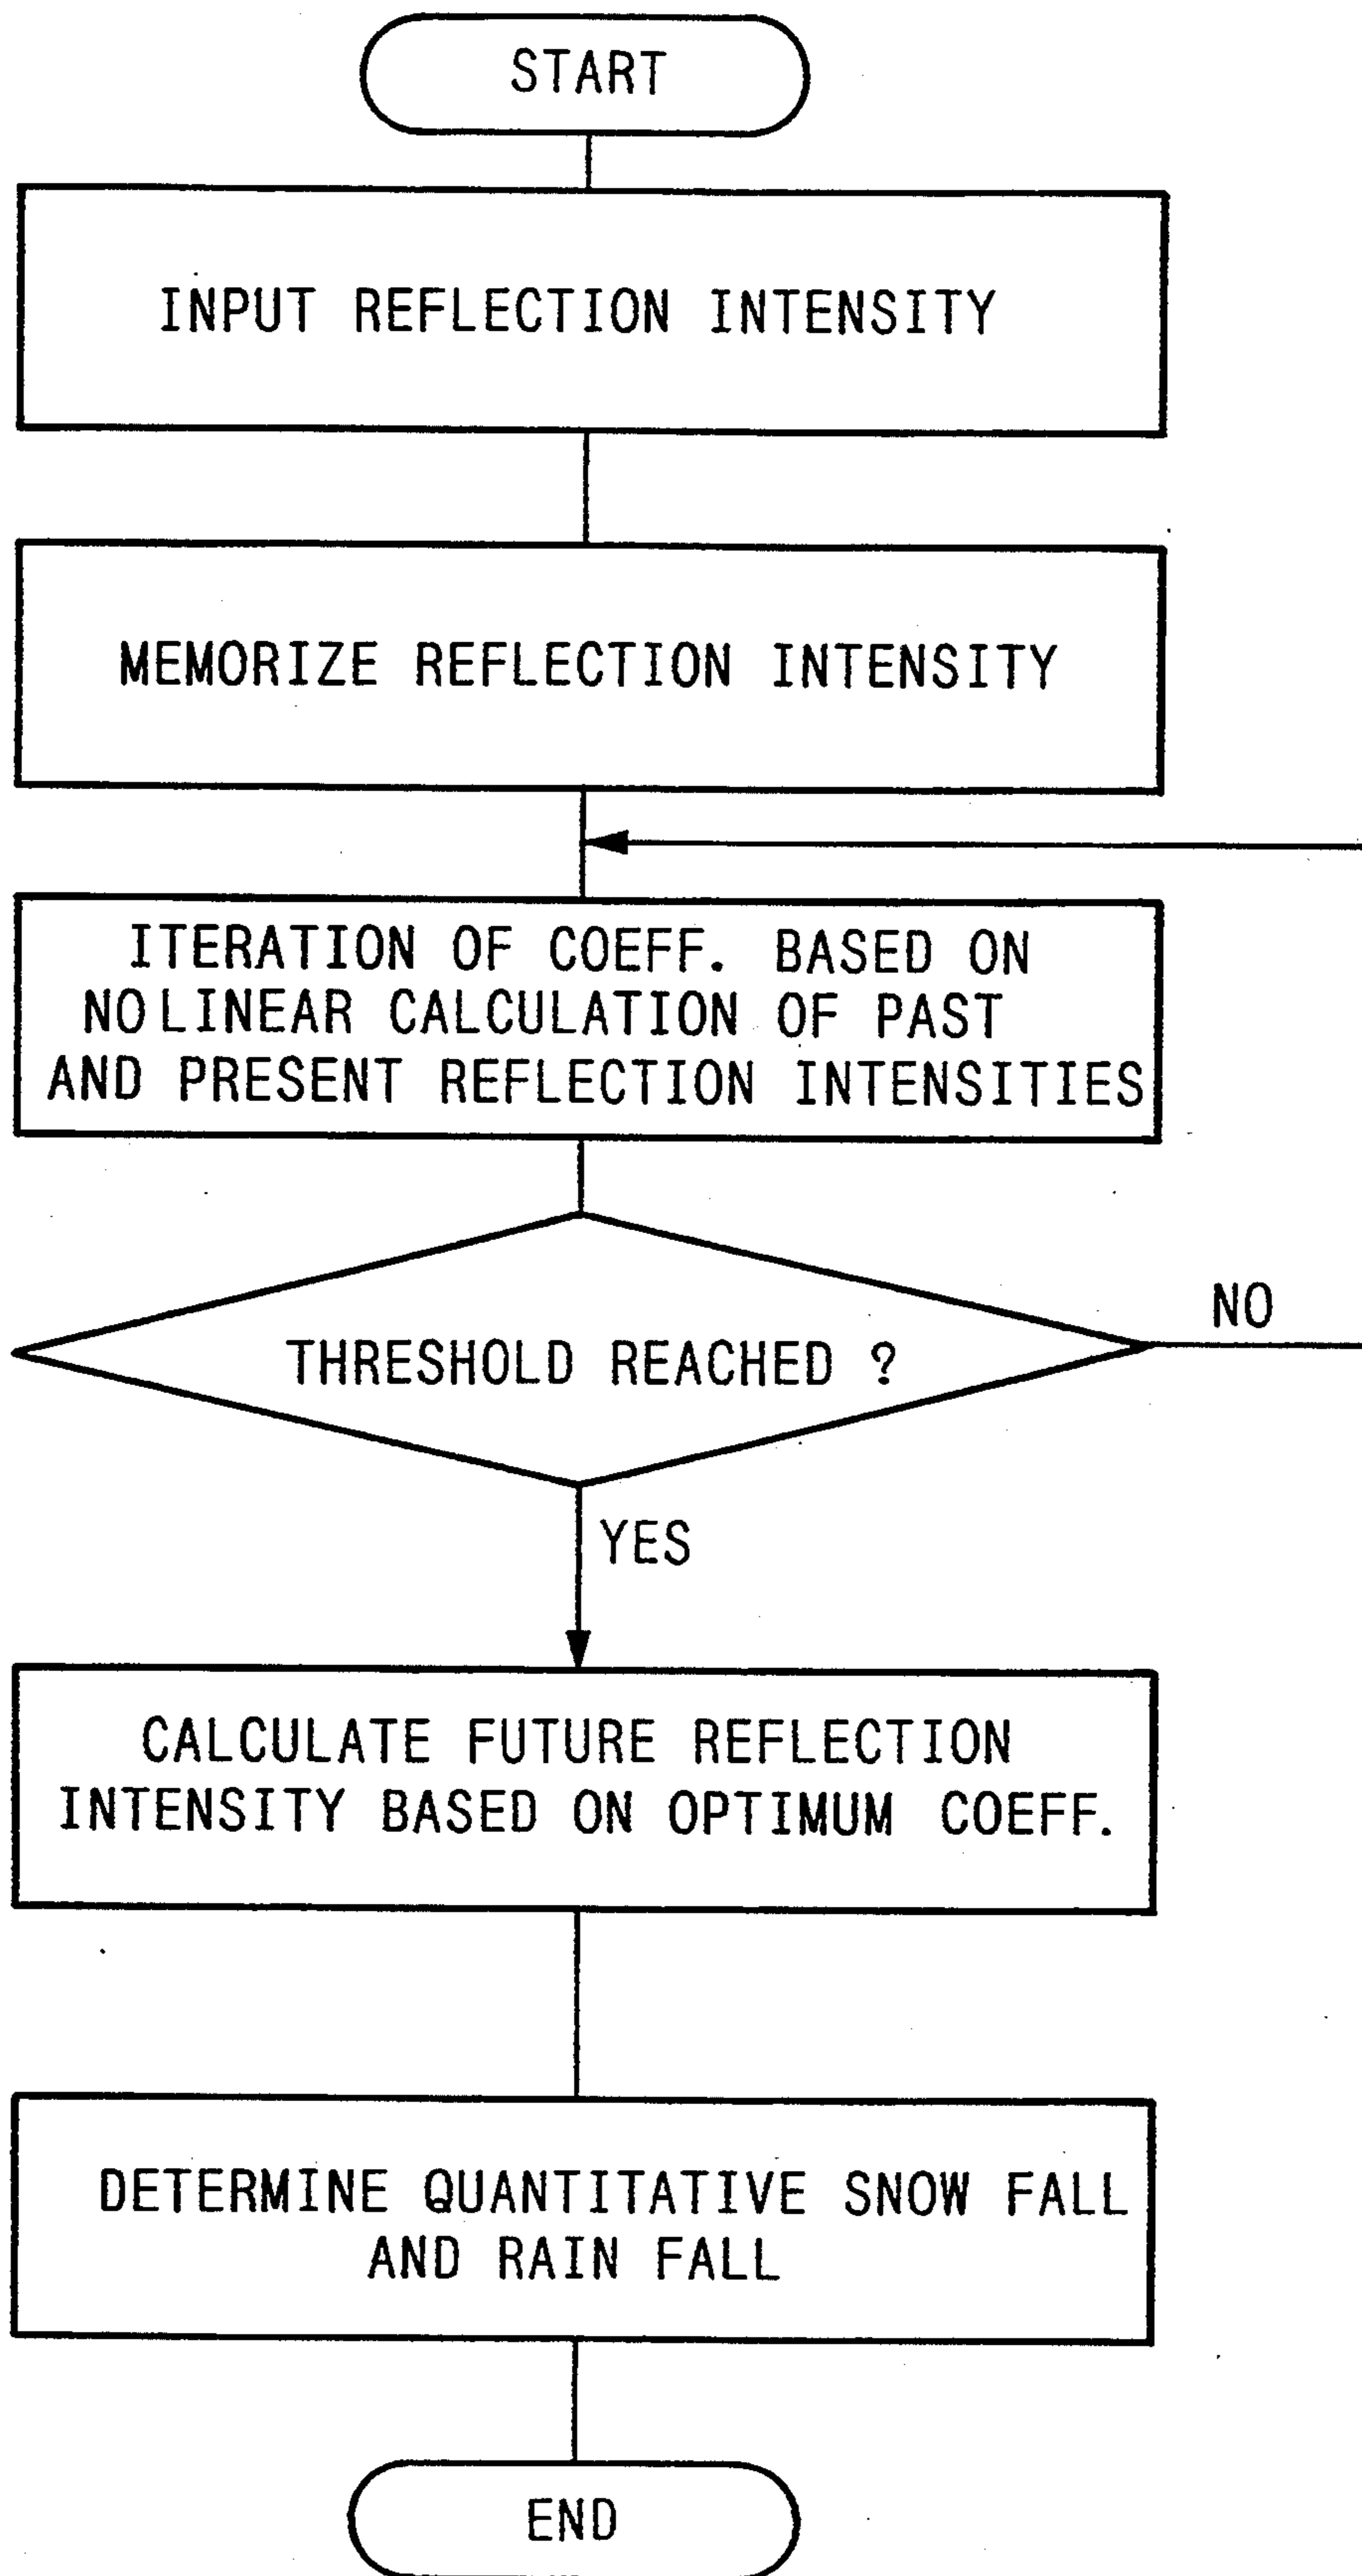 START
INPUT REFLECTION INTENSITY
MEMORIZE REFLECTION INTENSITY
ITERATION OF COEFF. BASED ON
NOLINEAR CALCULATION OF PAST
AND PRESENT REFLECTION INTENSITIES
THRESHOLD REACHED ?
NO
YES
CALCULATE FUTURE REFLECTION
INTENSITY BASED ON OPTIMUM COEFF.
DETERMINE QUANTITATIVE SNOW FALL
AND RAIN FALL
END